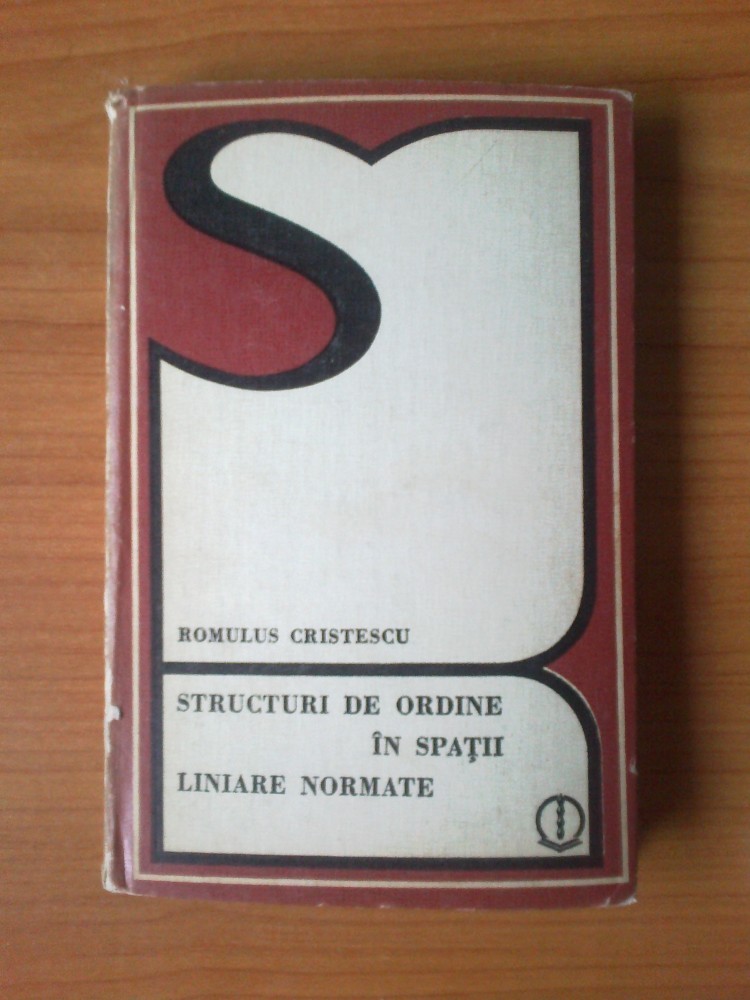 ROMULUS CRISTESCU
STRUCTURI DE ORDINE
ÎN SPAŢII
LINIARE NORMATE